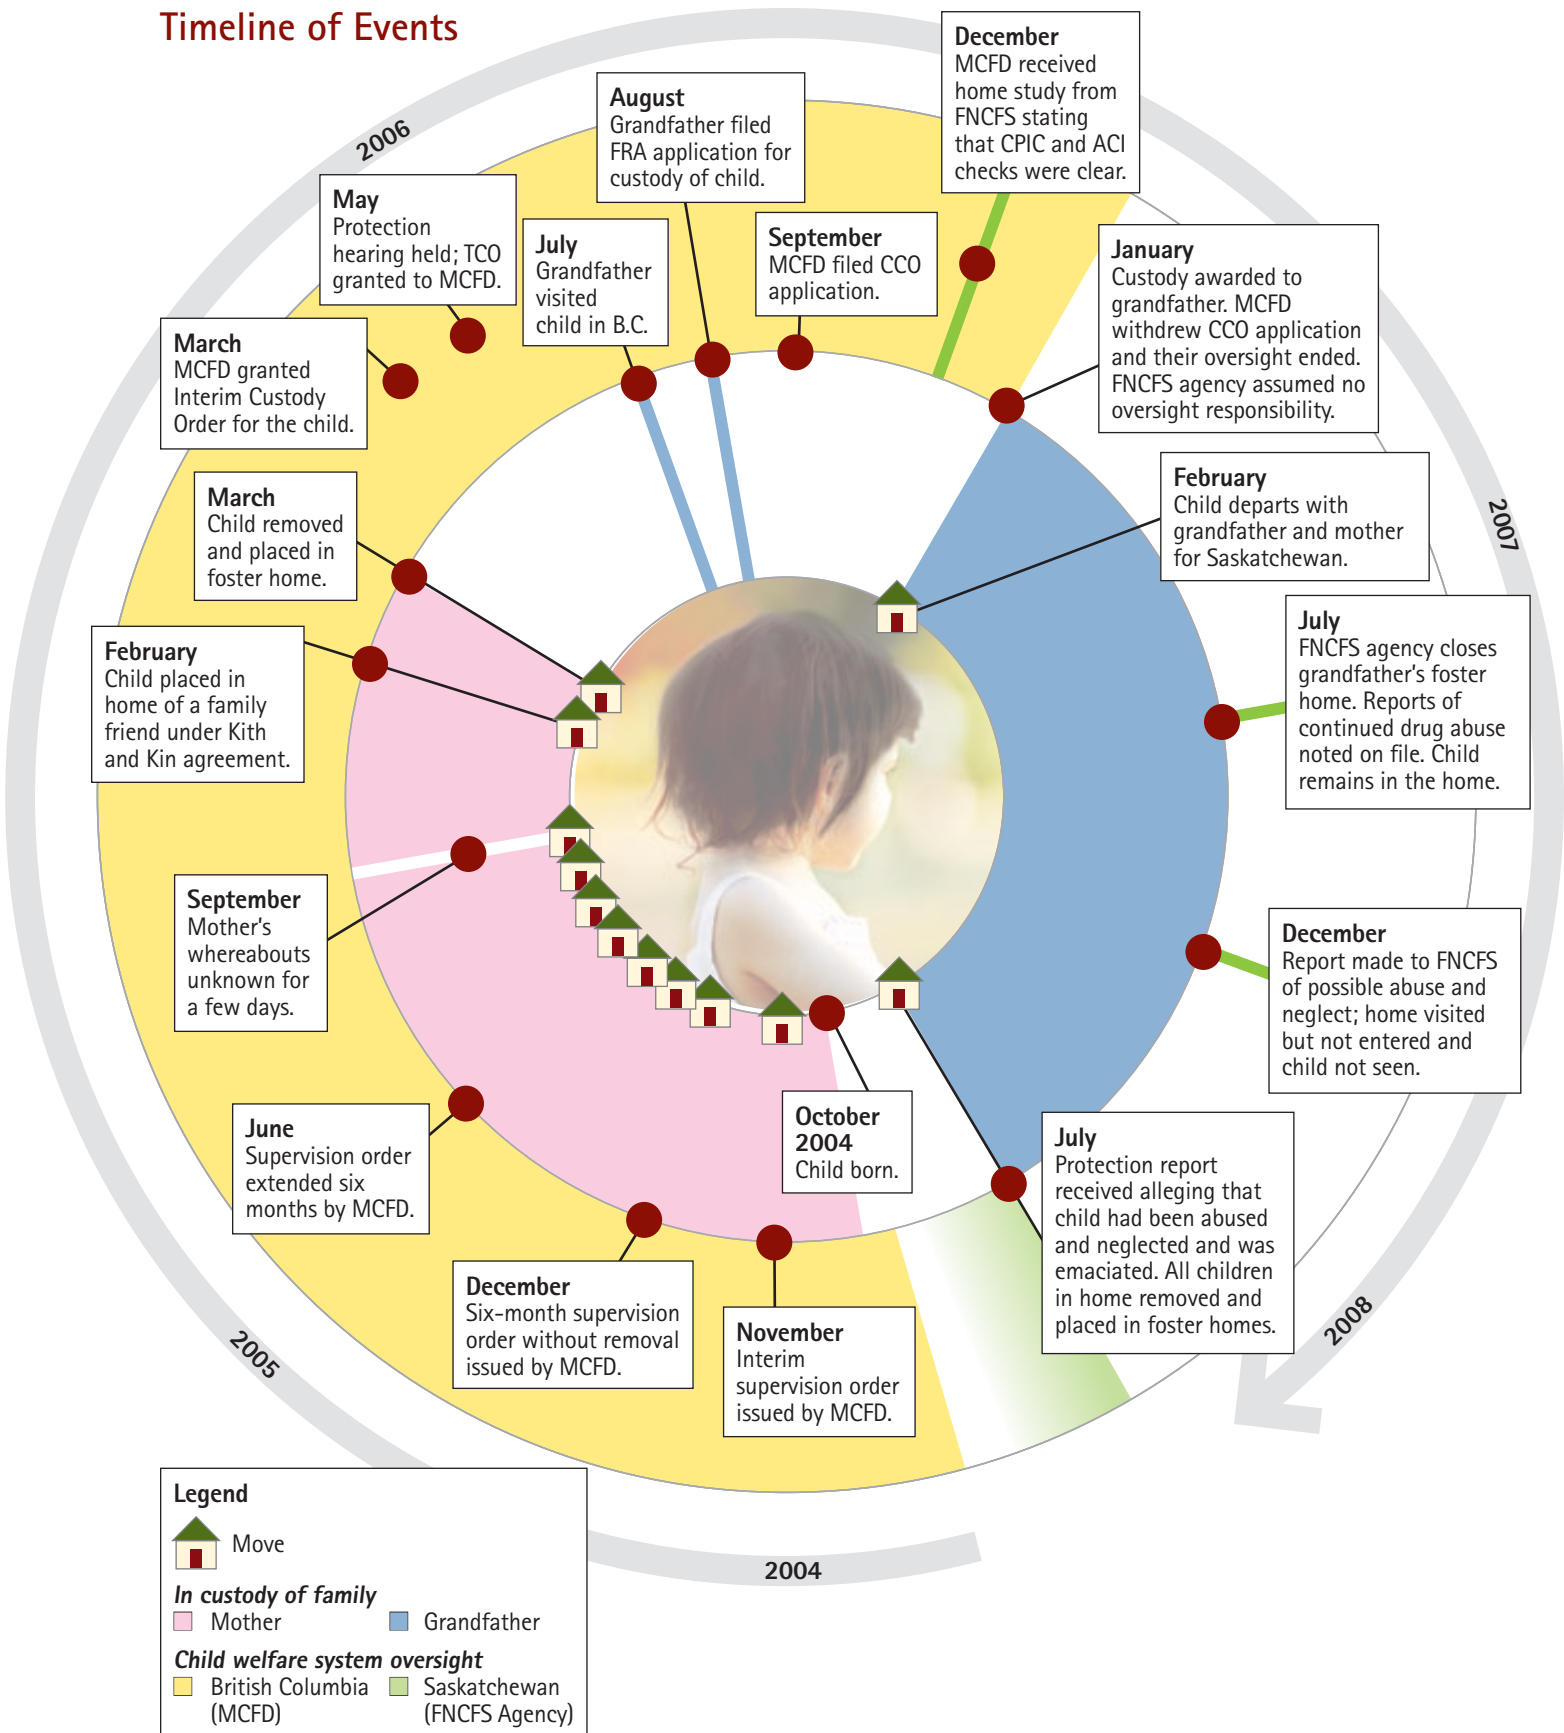 Timeline of Events
October
2004
Child born.
2004
November
Interim
supervision order
issued by MCFD.
December
Six-month supervision
order without removal
issued by MCFD.
2005
June
Supervision order
extended six
months by MCFD.
September
Mother's
whereabouts
unknown for
a few days.
February
Child placed in
home of a family
friend under Kith
and Kin agreement.
March
Child removed
and placed in
foster home.
March
MCFD granted
Interim Custody
Order for the child.
2006
May
Protection
hearing held; TCO
granted to MCFD.
July
Grandfather
visited
child in B.C.
August
Grandfather filed
FRA application for
custody of child.
September
MCFD filed CCO
application.
December
MCFD received
home study from
FNCFS stating
that CPIC and ACI
checks were clear.
January
Custody awarded to
grandfather. MCFD
withdrew CCO application
and their oversight ended.
FNCFS agency assumed no
oversight responsibility.
February
Child departs with
grandfather and mother
for Saskatchewan.
2007
July
FNCFS agency closes
grandfather's foster
home. Reports of
continued drug abuse
noted on file. Child
remains in the home.
December
Report made to FNCFS
of possible abuse and
neglect; home visited
but not entered and
child not seen.
July
Protection report
received alleging that
child had been abused
and neglected and was
emaciated. All children
in home removed and
placed in foster homes.
2008
Legend
Move
In custody of family
Mother
Grandfather
Child welfare system oversight
British Columbia
(MCFD)
Saskatchewan
(FNCFS Agency)